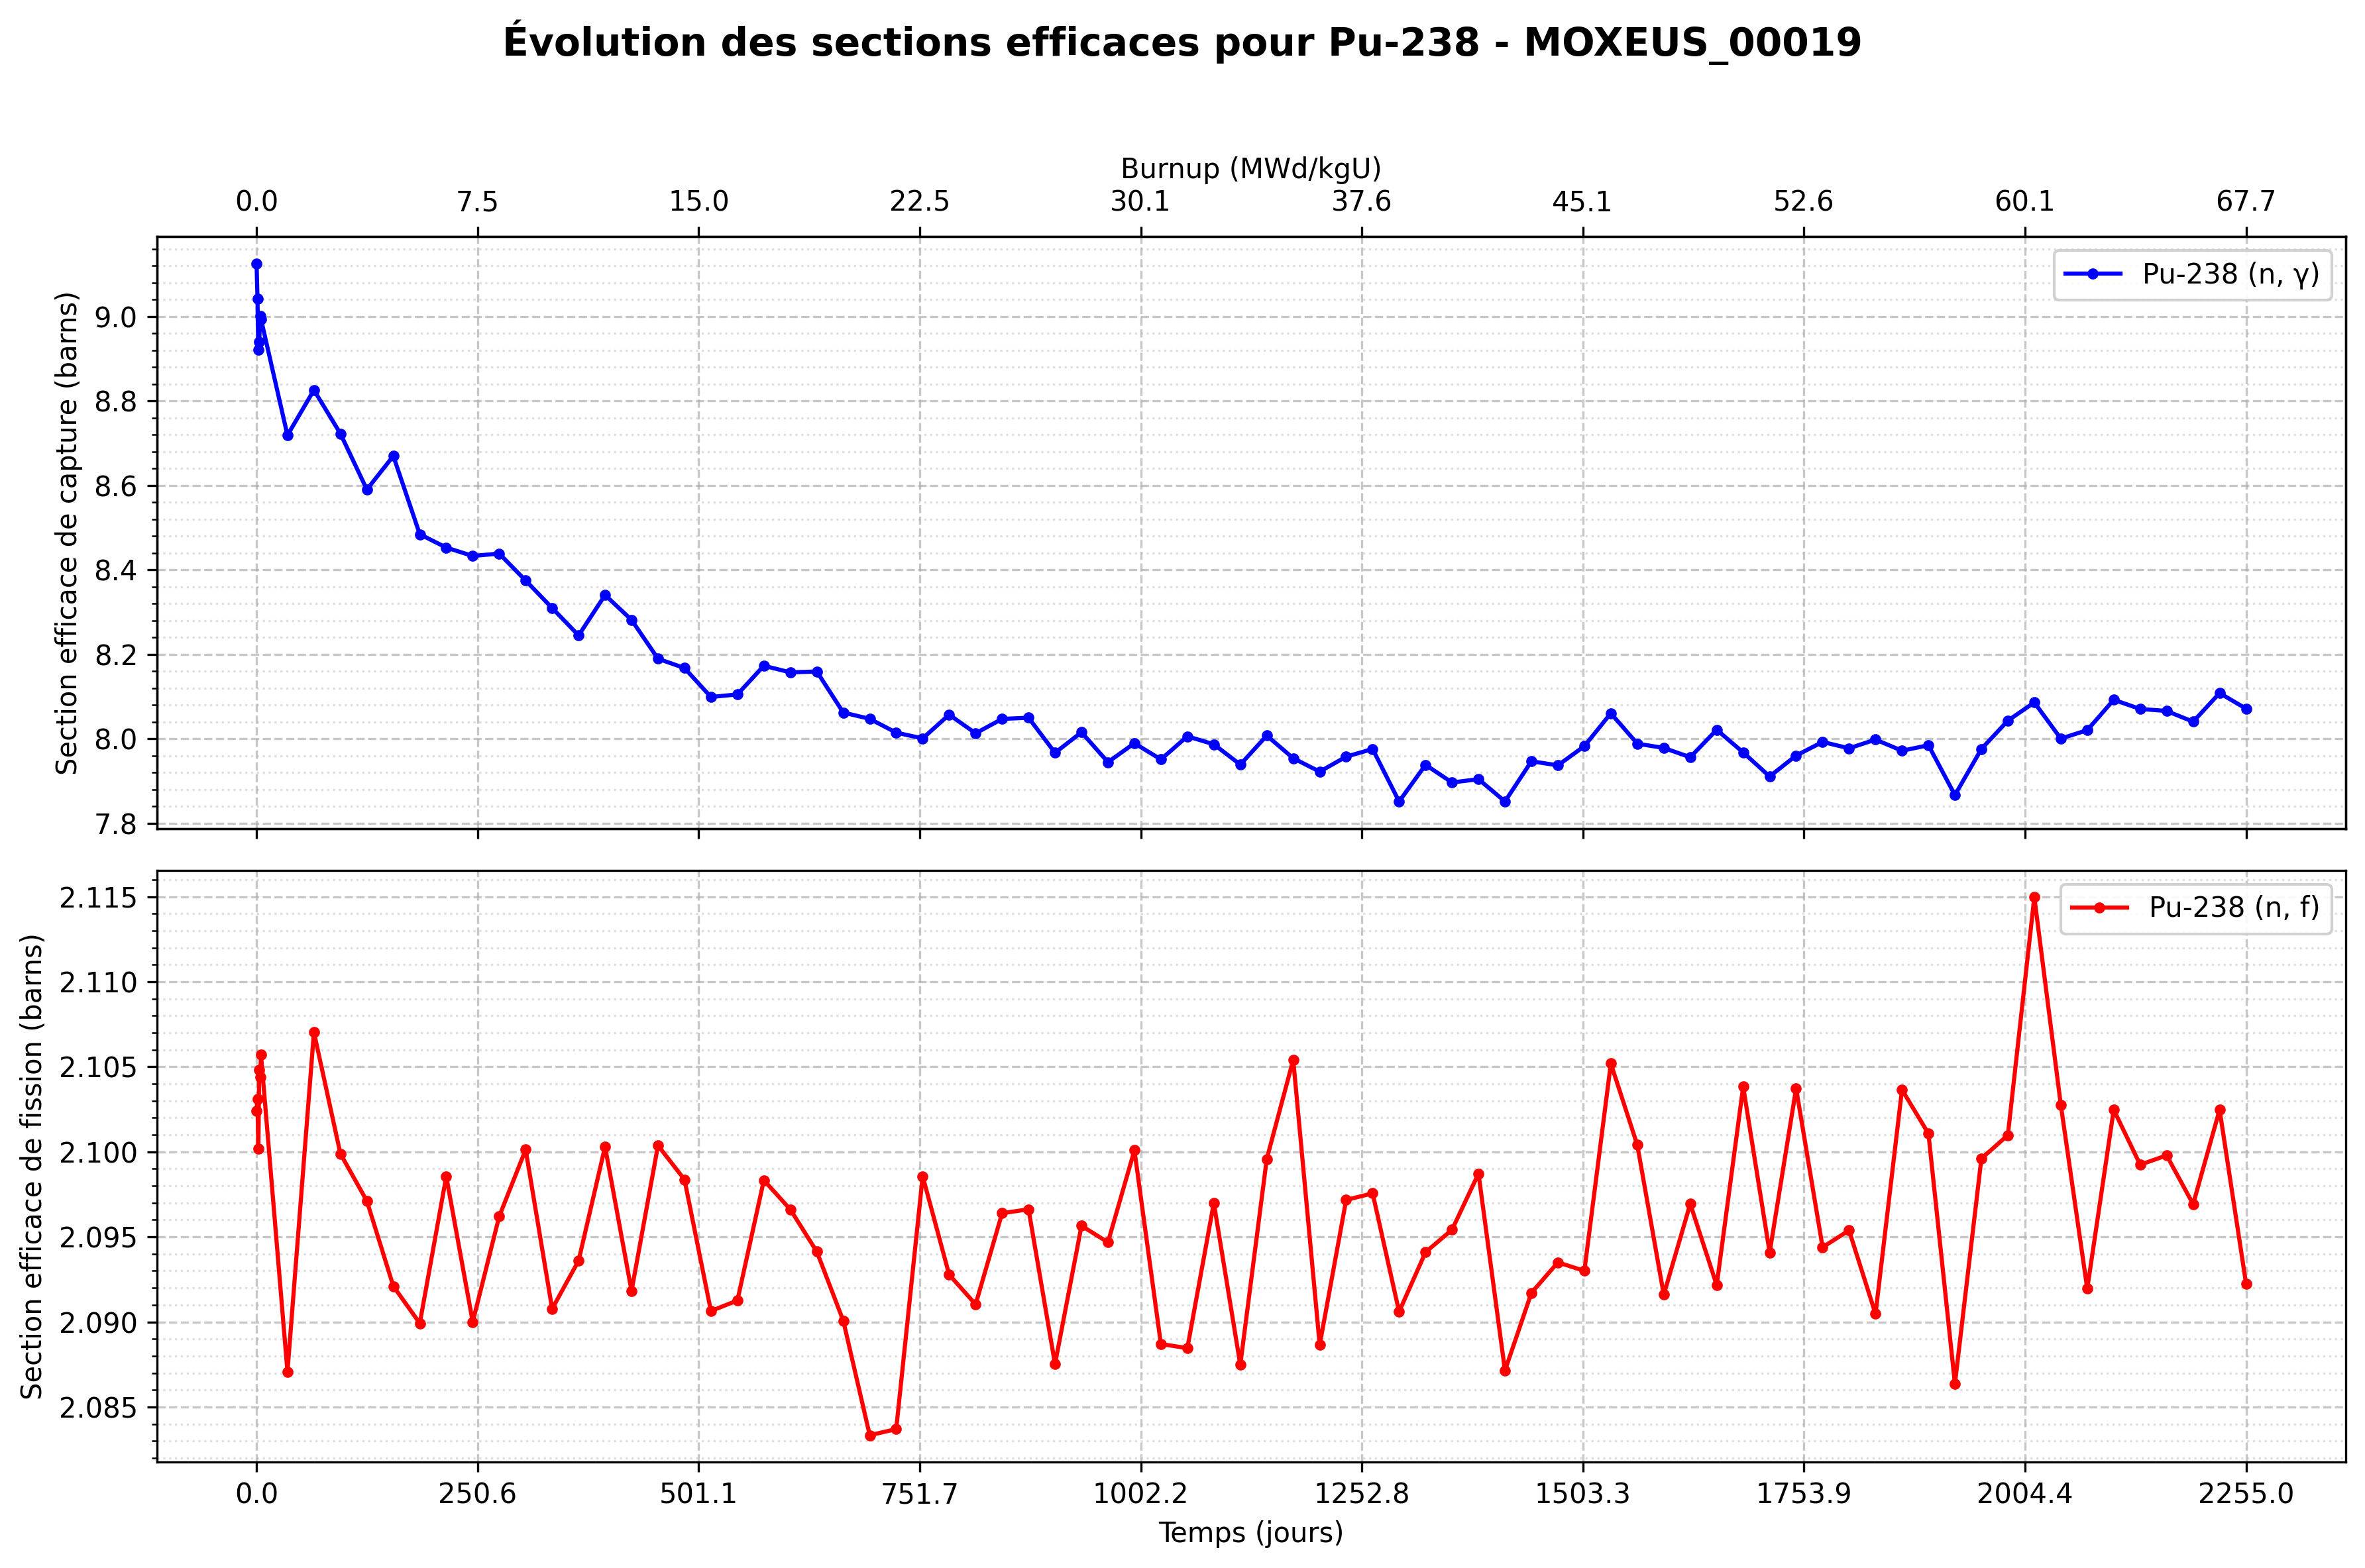 Évolution des sections efficaces pour Pu-238 - MOXEUS_00019
Burnup (MWd/kgU)
0.0 7.5 15.0 22.5 30.1 37.6 45.1 52.6 60.1 67.7
Section efficace de capture (barns)
9.0
8.8
8.6
8.4
8.2
8.0
7.8
Pu-238 (n, γ)
Section efficace de fission (barns)
2.115
2.110
2.105
2.100
2.095
2.090
2.085
Pu-238 (n, f)
0.0 250.6 501.1 751.7 1002.2 1252.8 1503.3 1753.9 2004.4 2255.0
Temps (jours)